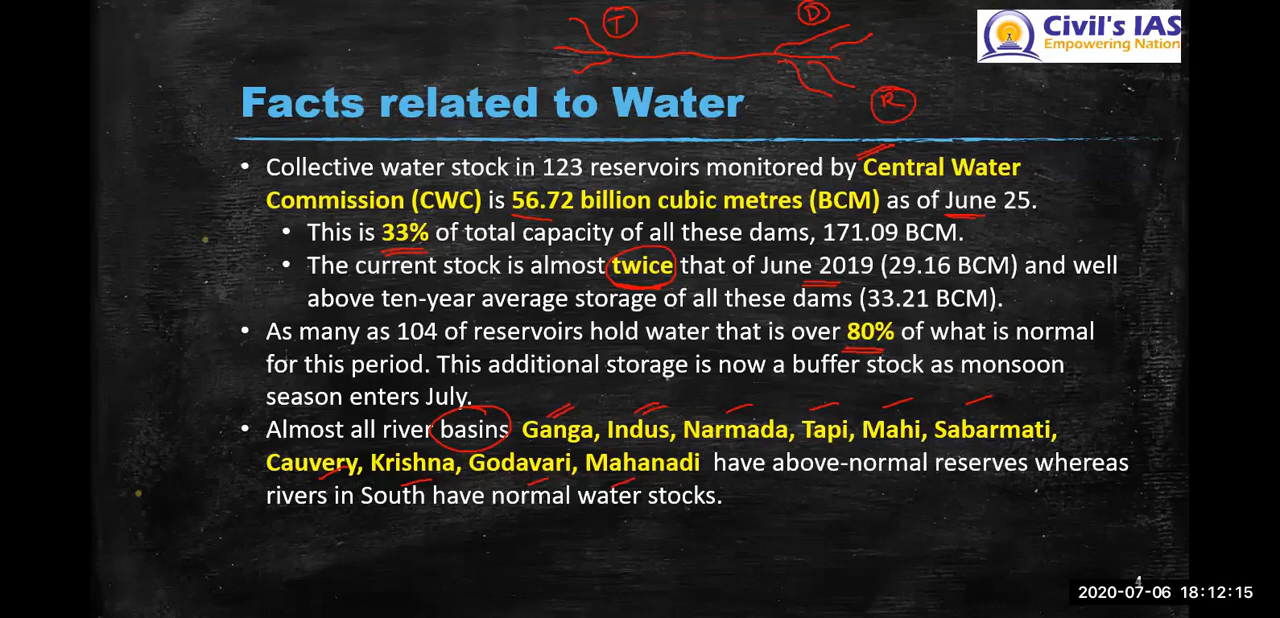 T
D
Civil's IAS
Empowering Nation
R
Facts related to Water
• Collective water stock in 123 reservoirs monitored by Central Water
Commission (CWC) is 56.72 billion cubic metres (BCM) as of June 25.
• This is 33% of total capacity of all these dams, 171.09 BCM.
• The current stock is almost twice that of June 2019 (29.16 BCM) and well
above ten-year average storage of all these dams (33.21 BCM).
• As many as 104 of reservoirs hold water that is over 80% of what is normal
for this period. This additional storage is now a buffer stock as monsoon
season enters July.
• Almost all river basins Ganga, Indus, Narmada, Tapi, Mahi, Sabarmati,
Cauvery, Krishna, Godavari, Mahanadi have above-normal reserves whereas
rivers in South have normal water stocks.
4
2020-07-06 18:12:15